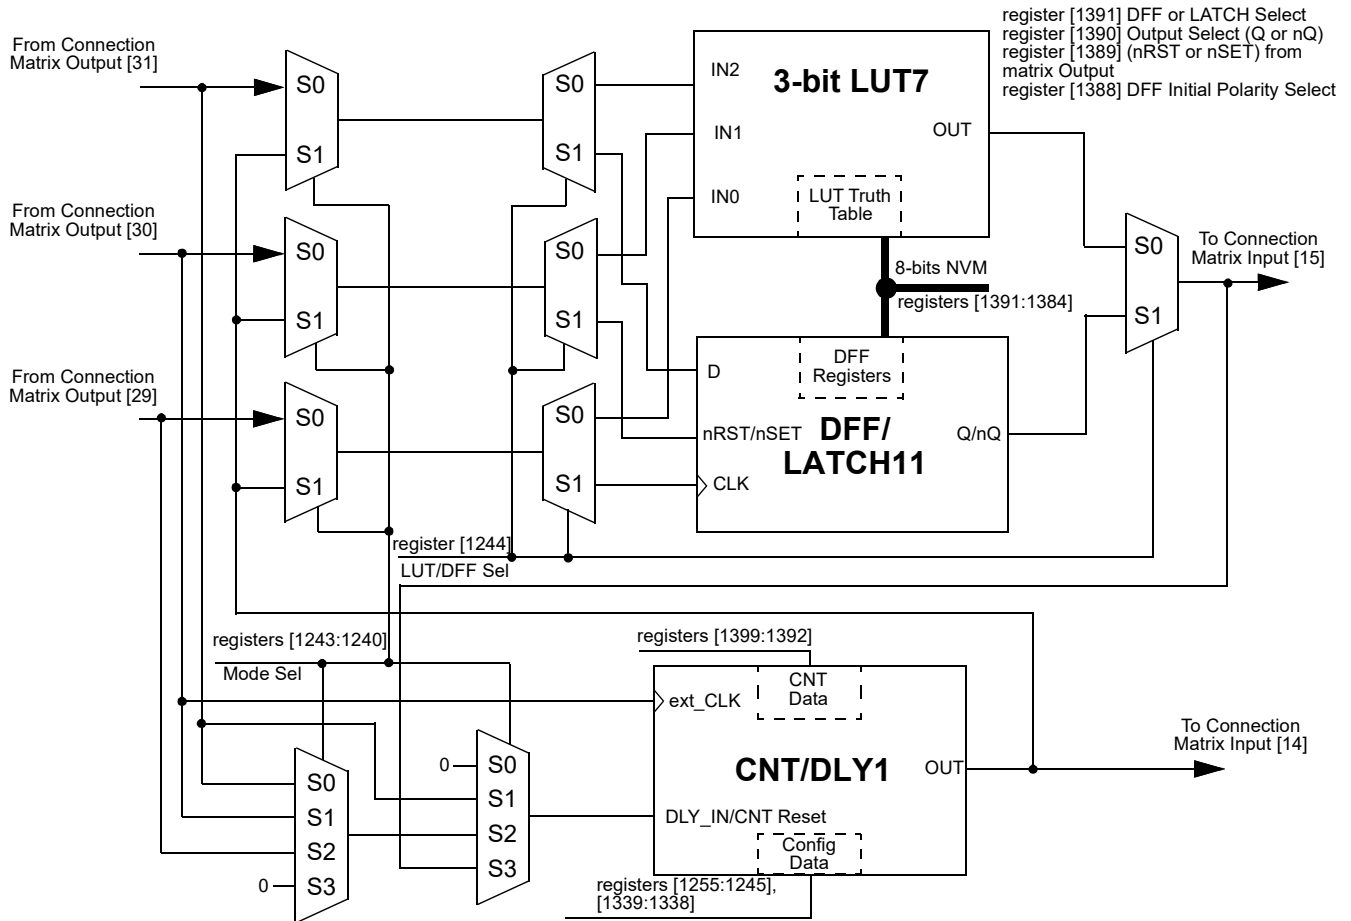 register [1391] DFF or LATCH Select
register [1390] Output Select (Q or nQ)
register [1389] (nRST or nSET) from
matrix Output
register [1388] DFF Initial Polarity Select
From Connection
Matrix Output [31]
S0
S1
S0
S1
IN2
IN1
IN0
3-bit LUT7
OUT
LUT Truth
Table
From Connection
Matrix Output [30]
S0
S1
S0
S1
8-bits NVM
registers [1391:1384]
S0
S1
To Connection
Matrix Input [15]
From Connection
Matrix Output [29]
S0
S1
S0
S1
D
nRST/nSET
CLK
DFF
Registers
DFF/
LATCH11
Q/nQ
register [1244]
LUT/DFF Sel
registers [1243:1240]
Mode Sel
registers [1399:1392]
CNT
Data
ext_CLK
CNT/DLY1
OUT
DLY_IN/CNT Reset
Config
Data
To Connection
Matrix Input [14]
S0
S1
S2
0
S3
0
S0
S1
S2
S3
registers [1255:1245],
[1339:1338]